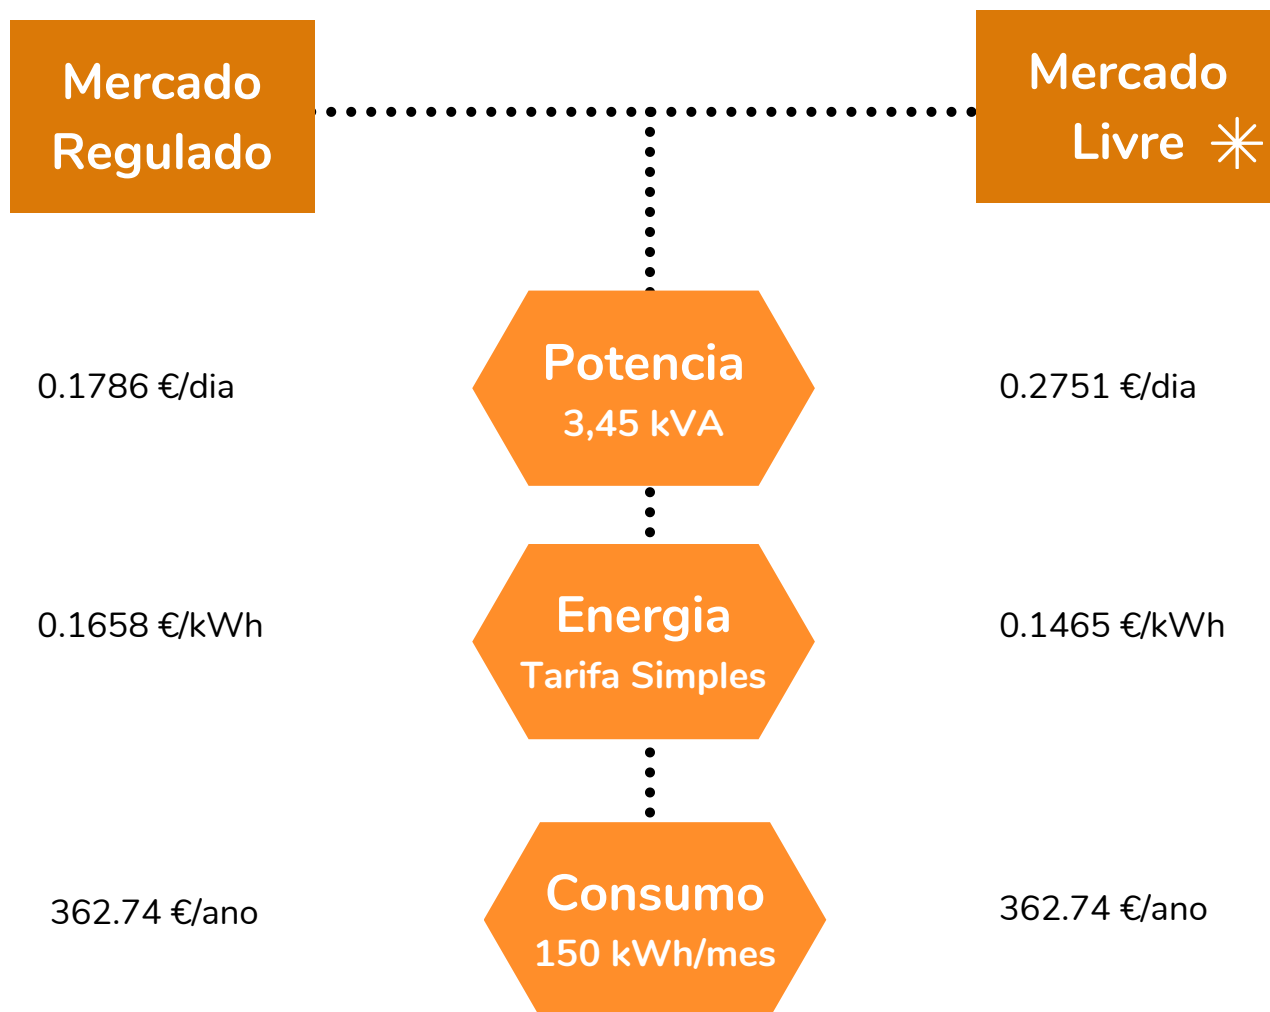 Mercado
Regulado
Mercado
Livre
Potencia
3,45 kVA
0.1786 €/dia
0.2751 €/dia
Energia
Tarifa Simples
0.1658 €/kWh
0.1465 €/kWh
Consumo
150 kWh/mes
362.74 €/ano
362.74 €/ano